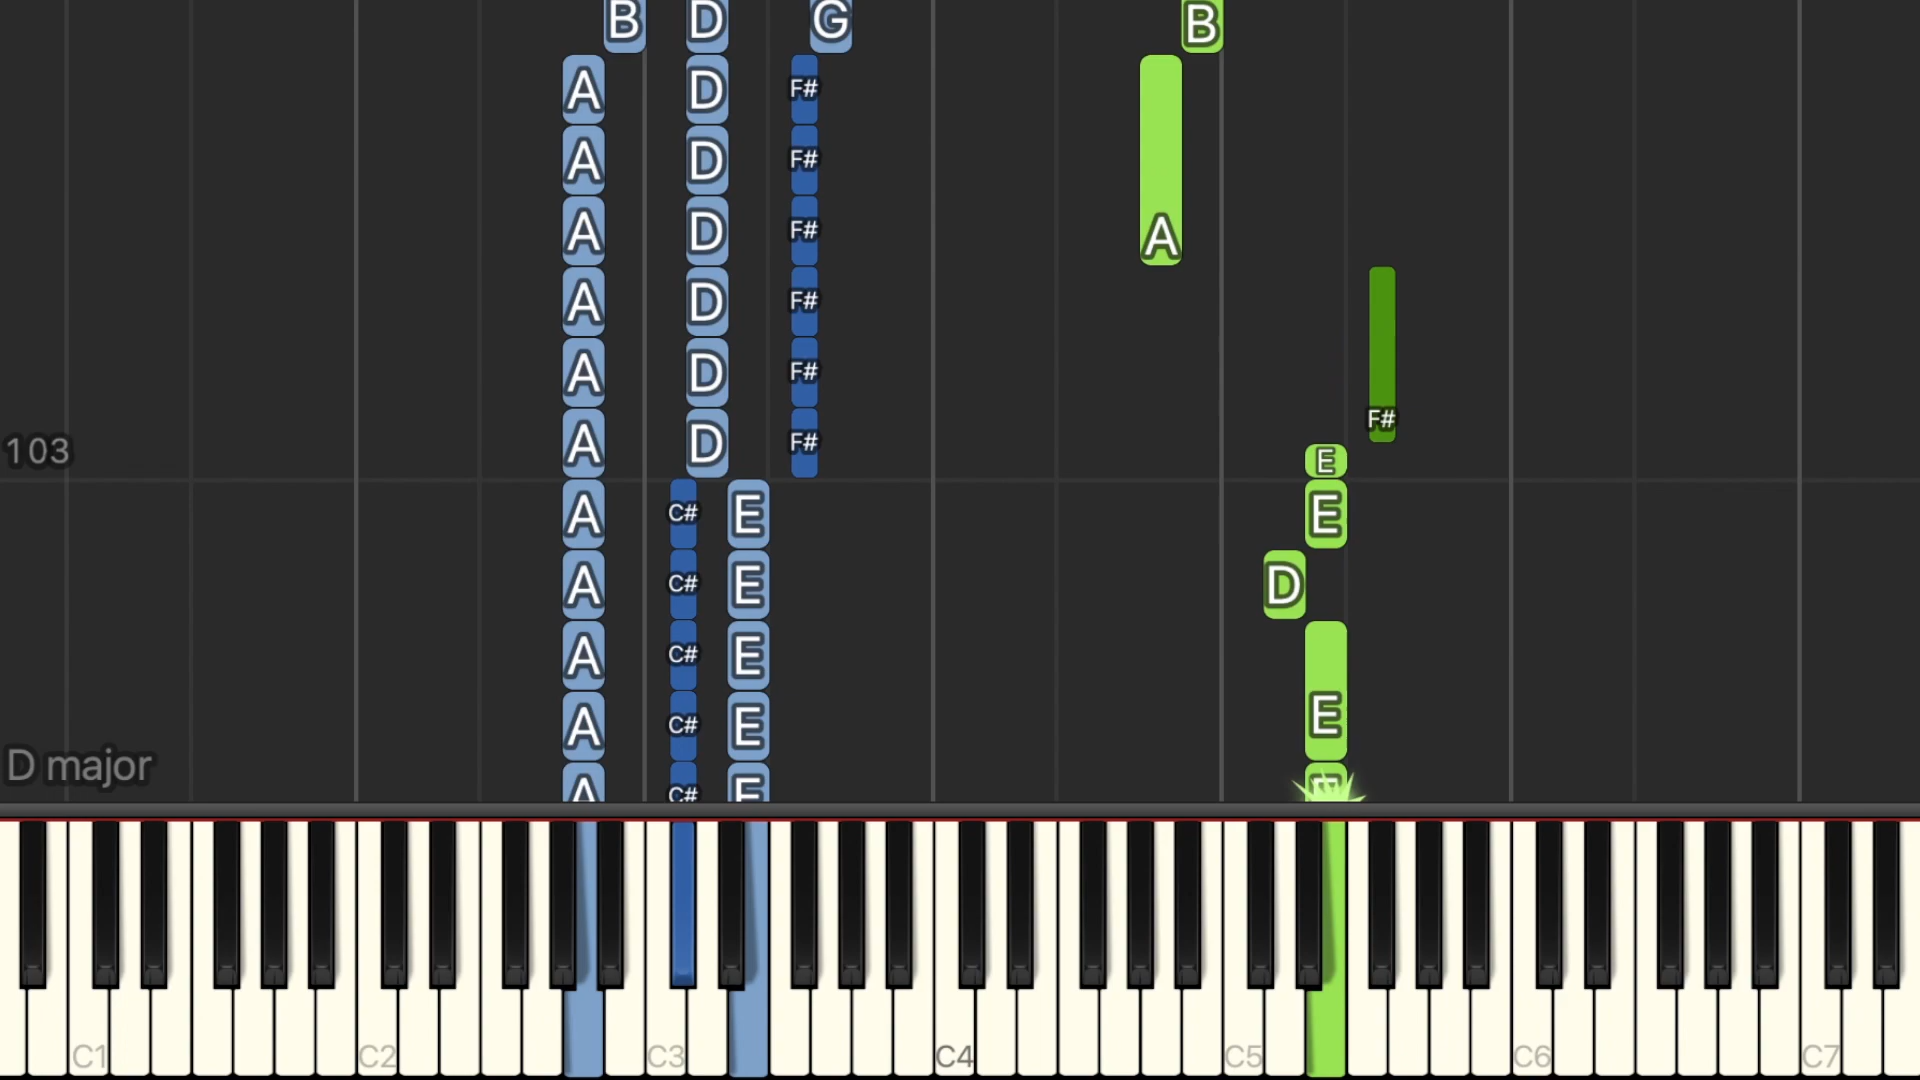 B D G B
A D F#
A D F#
A D F# A
A D F#
A D F#
A D F# F#
103 E
A C# E E
A C# E D
A C# E
A C# E E
D major
A C# E E
C1 C2 C3 C4 C5 C6 C7